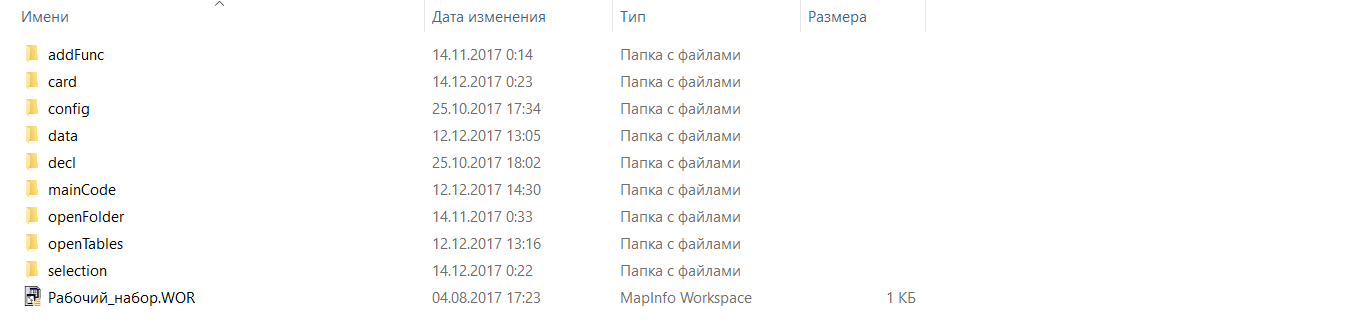 Имени Дата изменения Тип Размера
addFunc 14.11.2017 0:14 Папка с файлами
card 14.12.2017 0:23 Папка с файлами
config 25.10.2017 17:34 Папка с файлами
data 12.12.2017 13:05 Папка с файлами
decl 25.10.2017 18:02 Папка с файлами
mainCode 12.12.2017 14:30 Папка с файлами
openFolder 14.11.2017 0:33 Папка с файлами
openTables 12.12.2017 13:16 Папка с файлами
selection 14.12.2017 0:22 Папка с файлами
Рабочий_набор.WOR 04.08.2017 17:23 MapInfo Workspace 1 КБ